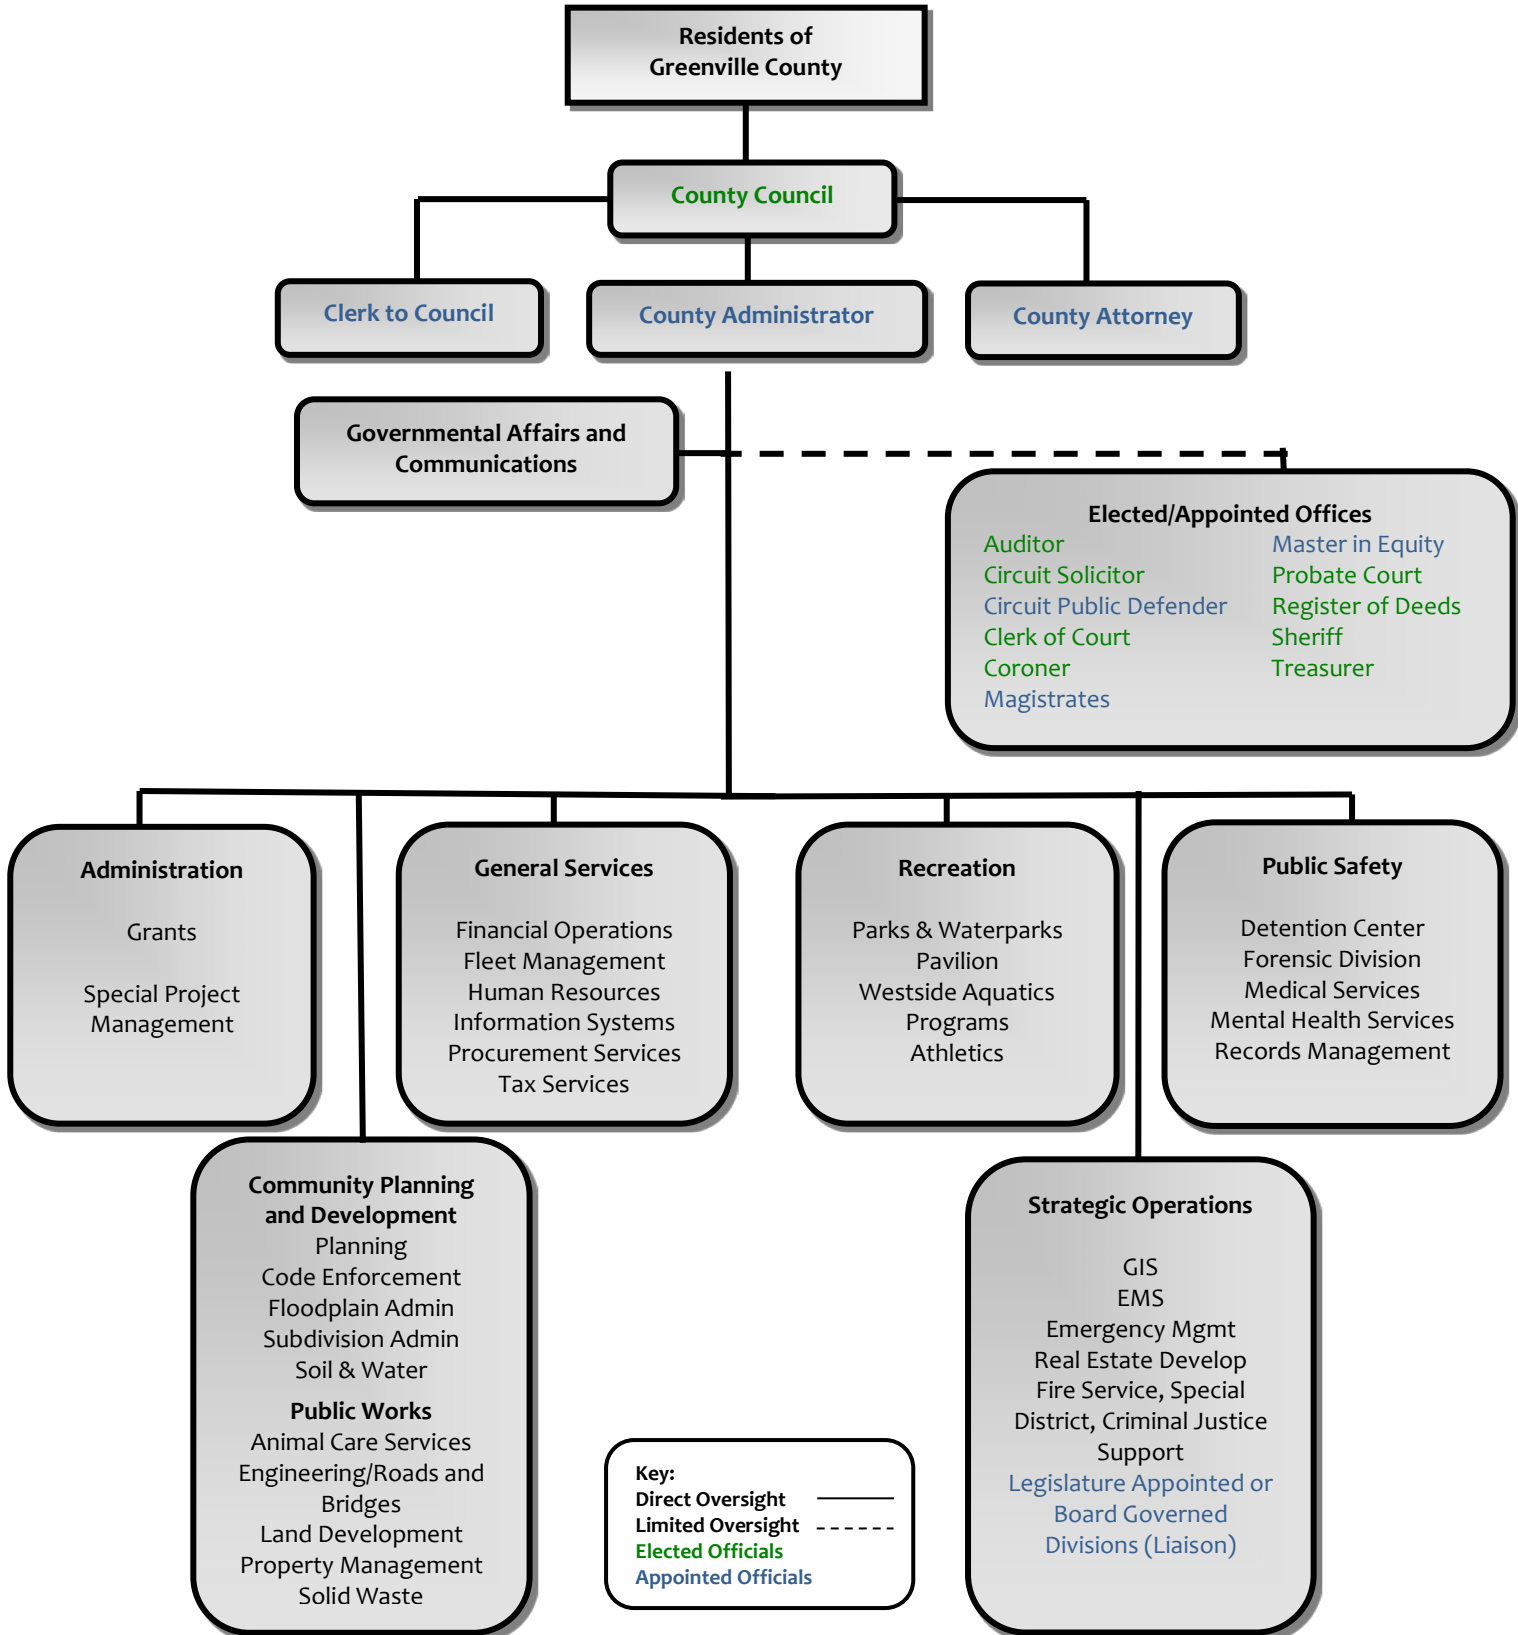 Residents of
Greenville County
County Council
Clerk to Council
County Administrator
County Attorney
Governmental Affairs and
Communications
Elected/Appointed Offices
Auditor
Circuit Solicitor
Circuit Public Defender
Clerk of Court
Coroner
Magistrates
Master in Equity
Probate Court
Register of Deeds
Sheriff
Treasurer
Administration
Grants
Special Project
Management
General Services
Financial Operations
Fleet Management
Human Resources
Information Systems
Procurement Services
Tax Services
Recreation
Parks & Waterparks
Pavilion
Westside Aquatics
Programs
Athletics
Public Safety
Detention Center
Forensic Division
Medical Services
Mental Health Services
Records Management
Community Planning
and Development
Planning
Code Enforcement
Floodplain Admin
Subdivision Admin
Soil & Water
Public Works
Animal Care Services
Engineering/Roads and
Bridges
Land Development
Property Management
Solid Waste
Strategic Operations
GIS
EMS
Emergency Mgmt
Real Estate Develop
Fire Service, Special
District, Criminal Justice
Support
Legislature Appointed or
Board Governed
Divisions (Liaison)
Key:
Direct Oversight
Limited Oversight
Elected Officials
Appointed Officials